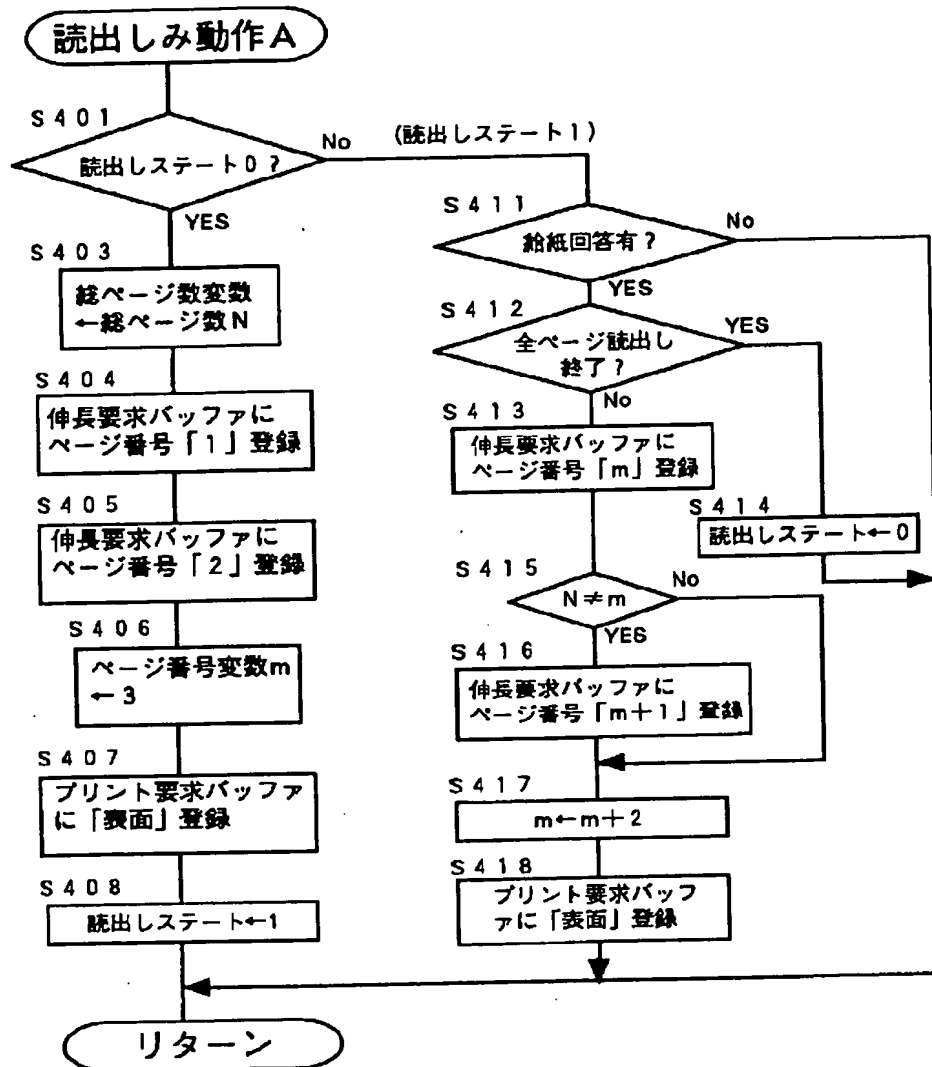 読出しみ動作A
S401
読出しステート0?
No
(読出しステート1)
YES
S403
総ページ数変数
←総ページ数N
S404
伸長要求バッファに
ページ番号「1」登録
S405
伸長要求バッファに
ページ番号「2」登録
S406
ページ番号変数m
←3
S407
プリント要求バッファ
に「表面」登録
S408
読出しステート←1
S411
給紙回答有?
No
YES
S412
全ページ読出し
終了?
YES
No
S413
伸長要求バッファに
ページ番号「m」登録
S414
読出しステート←0
S415
N≠m
No
YES
S416
伸長要求バッファに
ページ番号「m+1」登録
S417
m←m+2
S418
プリント要求バッフ
ァに「表面」登録
リターン